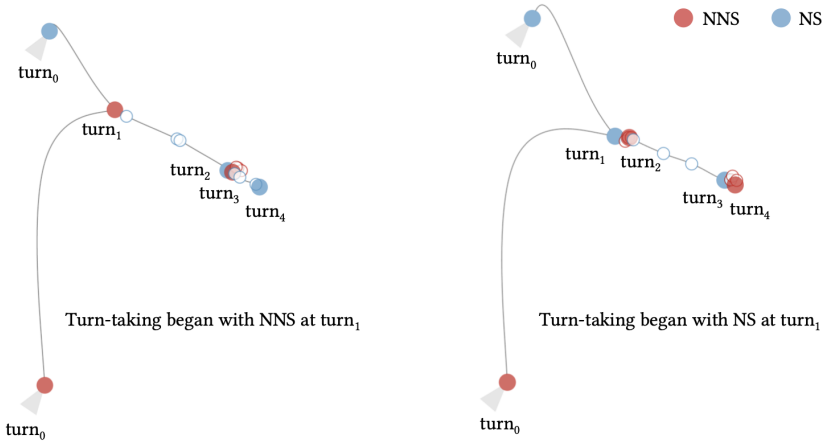 NNS
NS
turn₀
turn₁
turn₂
turn₃
turn₄
Turn-taking began with NNS at turn₁
turn₀
turn₀
turn₁
turn₂
turn₃
turn₄
Turn-taking began with NS at turn₁
turn₀